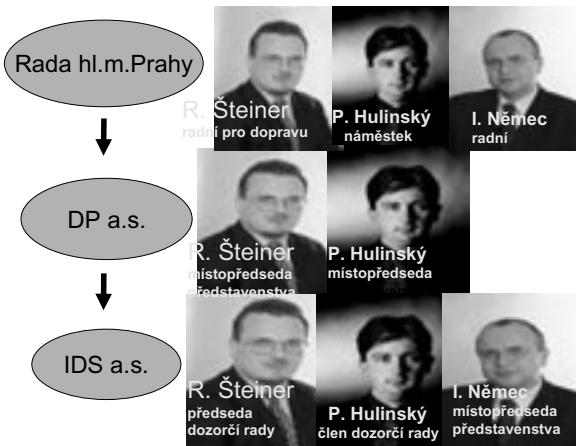 Rada hl.m.Prahy
R. Šteiner
radní pro dopravu
P. Hulinský
náměstek
I. Němec
radní
DP a.s.
R. Šteiner
místopředseda
představenstva
P. Hulinský
místopředseda
IDS a.s.
R. Šteiner
předseda
dozorčí rady
P. Hulinský
člen dozorčí rady
I. Němec
místopředseda
představenstva